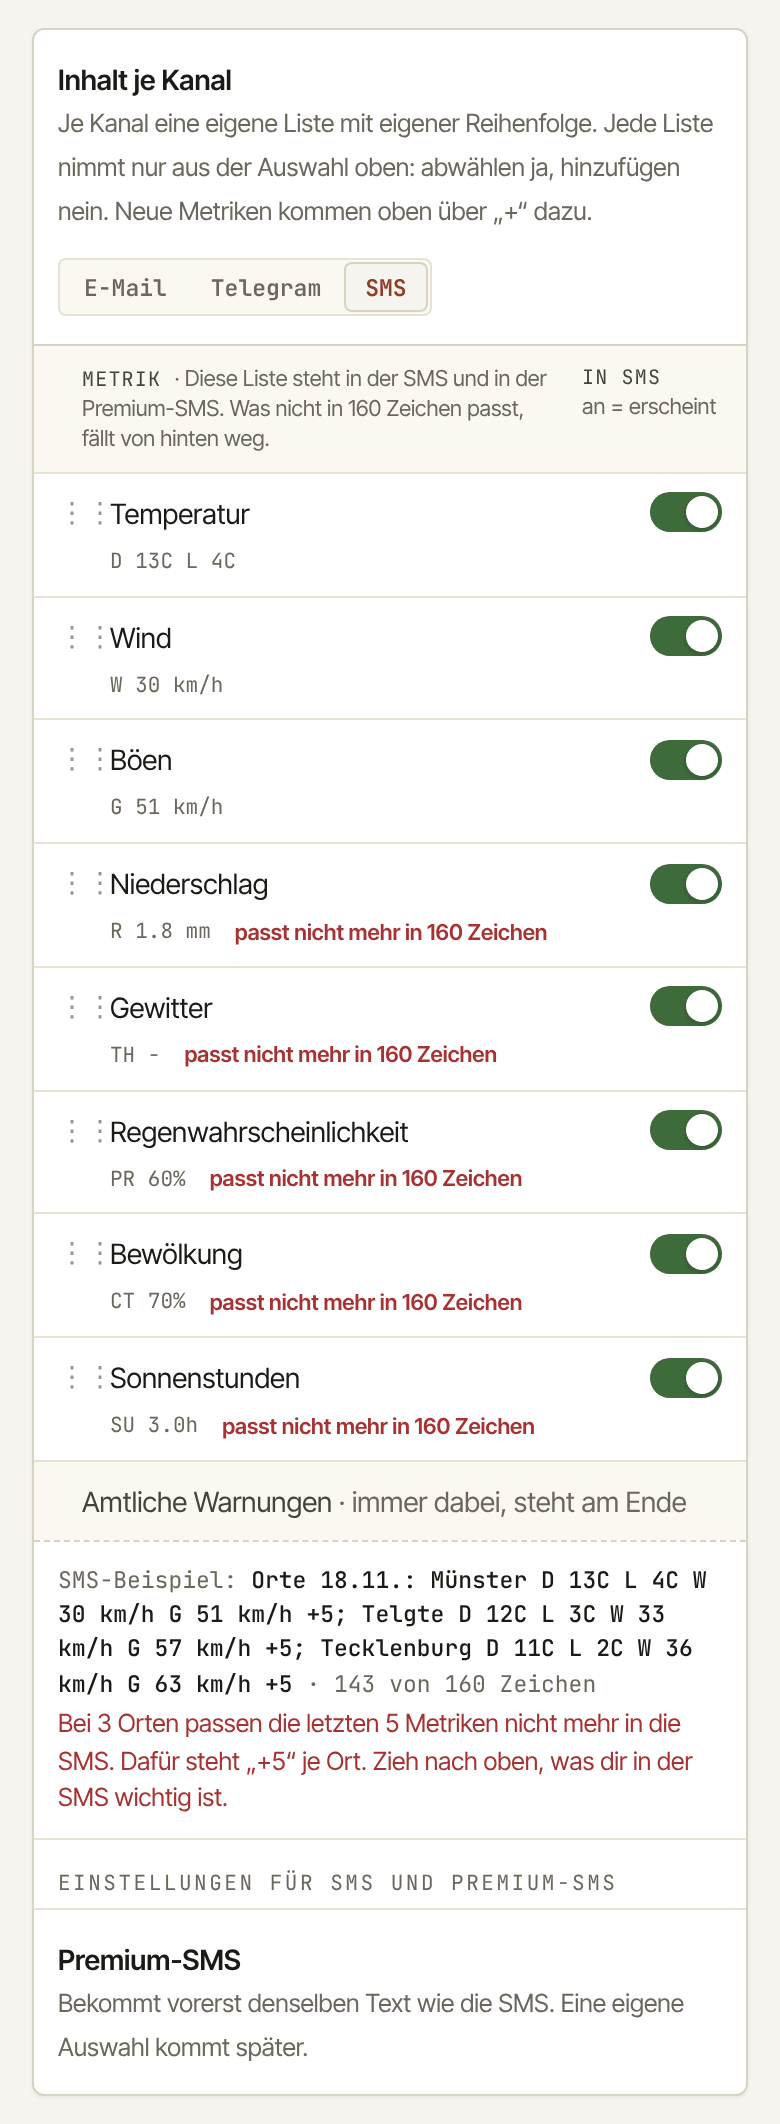 Inhalt je Kanal
Je Kanal eine eigene Liste mit eigener Reihenfolge. Jede Liste
nimmt nur aus der Auswahl oben: abwählen ja, hinzufügen
nein. Neue Metriken kommen oben über „+“ dazu.
E-Mail Telegram SMS
METRIK · Diese Liste steht in der SMS und in der
Premium-SMS. Was nicht in 160 Zeichen passt,
fällt von hinten weg.
IN SMS
an = erscheint
Temperatur
D 13C L 4C
Wind
W 30 km/h
Böen
G 51 km/h
Niederschlag
R 1.8 mm passt nicht mehr in 160 Zeichen
Gewitter
TH - passt nicht mehr in 160 Zeichen
Regenwahrscheinlichkeit
PR 60% passt nicht mehr in 160 Zeichen
Bewölkung
CT 70% passt nicht mehr in 160 Zeichen
Sonnenstunden
SU 3.0h passt nicht mehr in 160 Zeichen
Amtliche Warnungen · immer dabei, steht am Ende
SMS-Beispiel: Orte 18.11.: Münster D 13C L 4C W
30 km/h G 51 km/h +5; Telgte D 12C L 3C W 33
km/h G 57 km/h +5; Tecklenburg D 11C L 2C W 36
km/h G 63 km/h +5 · 143 von 160 Zeichen
Bei 3 Orten passen die letzten 5 Metriken nicht mehr in die
SMS. Dafür steht „+5“ je Ort. Zieh nach oben, was dir in der
SMS wichtig ist.
EINSTELLUNGEN FÜR SMS UND PREMIUM-SMS
Premium-SMS
Bekommt vorerst denselben Text wie die SMS. Eine eigene
Auswahl kommt später.